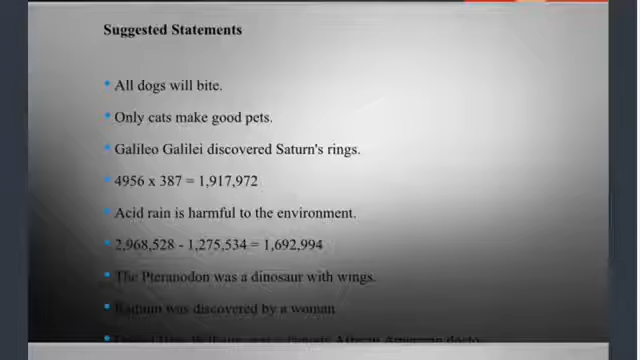 Suggested Statements
• All dogs will bite.
• Only cats make good pets.
• Galileo Galilei discovered Saturn's rings.
• 4956 x 387 = 1,917,972
• Acid rain is harmful to the environment.
• 2,968,528 - 1,275,534 = 1,692,994
• The Pteranodon was a dinosaur with wings.
• Radium was discovered by a woman
• African American